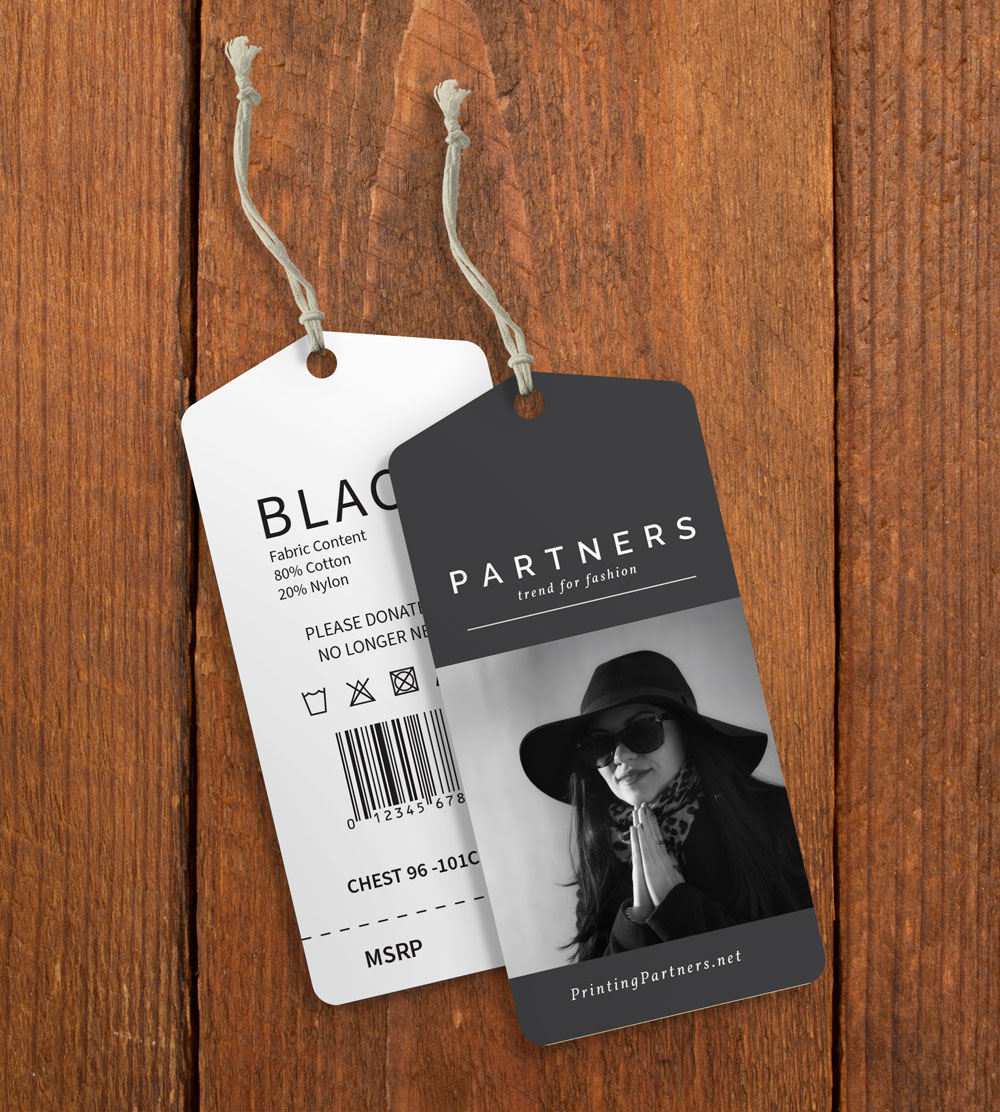 BLAC
Fabric Content
80% Cotton
20% Nylon
PLEASE DONATE
NO LONGER NE
0 12345 678
CHEST 96 -101C
MSRP
PARTNERS
trend for fashion
PrintingPartners.net